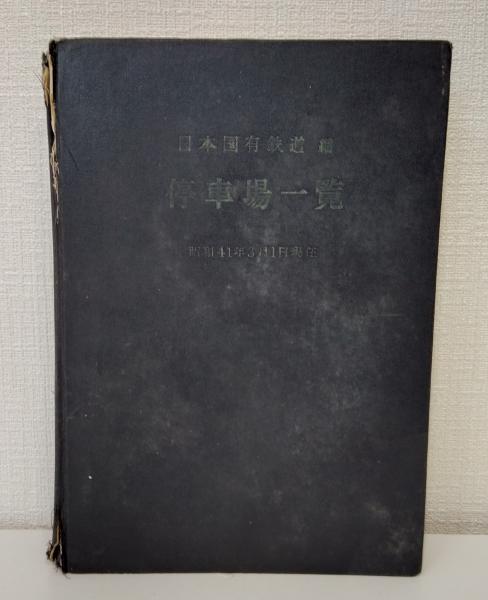 日本国有鉄道 編
停車場一覧
昭和41年3月1日現在